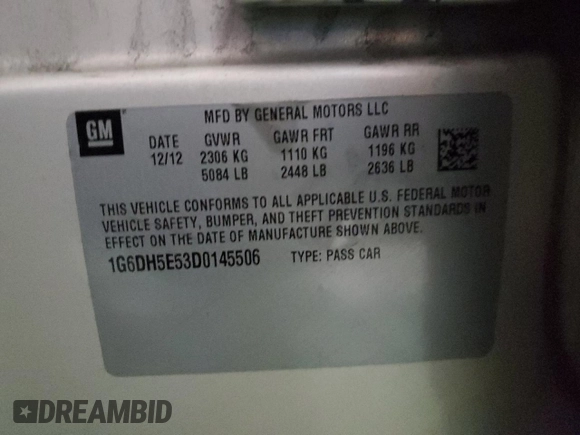 GM
MFD BY GENERAL MOTORS LLC
DATE GVWR GAWR FRT GAWR RR
12/12 2306 KG 1110 KG 1196 KG
5084 LB 2448 LB 2636 LB
THIS VEHICLE CONFORMS TO ALL APPLICABLE U.S. FEDERAL MOTOR
VEHICLE SAFETY, BUMPER, AND THEFT PREVENTION STANDARDS IN
EFFECT ON THE DATE OF MANUFACTURE SHOWN ABOVE.
1G6DH5E53D0145506 TYPE: PASS CAR
DREAMBID